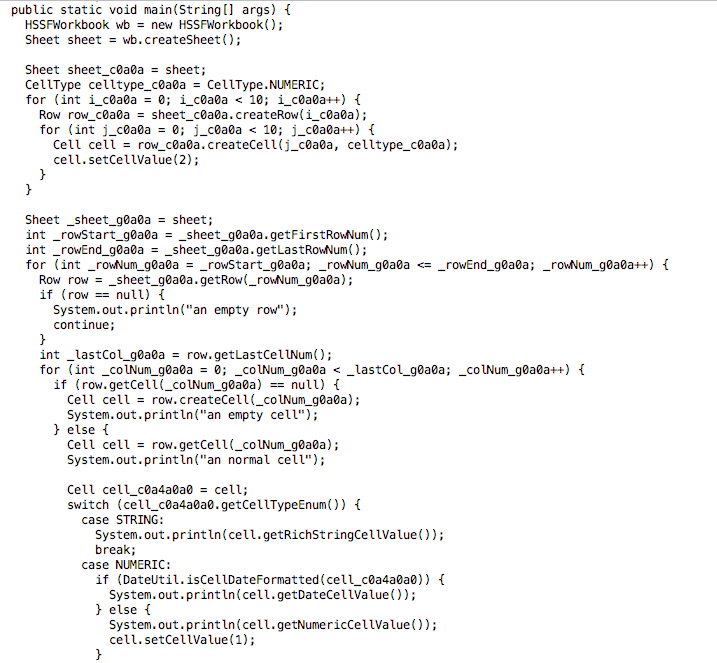 public static void main(String[] args) {
  HSSFWorkbook wb = new HSSFWorkbook();
  Sheet sheet = wb.createSheet();

  Sheet sheet_c0a0a = sheet;
  CellType celltype_c0a0a = CellType.NUMERIC;
  for (int i_c0a0a = 0; i_c0a0a < 10; i_c0a0a++) {
    Row row_c0a0a = sheet_c0a0a.createRow(i_c0a0a);
    for (int j_c0a0a = 0; j_c0a0a < 10; j_c0a0a++) {
      Cell cell = row_c0a0a.createCell(j_c0a0a, celltype_c0a0a);
      cell.setCellValue(2);
    }
  }

  Sheet _sheet_g0a0a = sheet;
  int _rowStart_g0a0a = _sheet_g0a0a.getFirstRowNum();
  int _rowEnd_g0a0a = _sheet_g0a0a.getLastRowNum();
  for (int _rowNum_g0a0a = _rowStart_g0a0a; _rowNum_g0a0a <= _rowEnd_g0a0a; _rowNum_g0a0a++) {
    Row row = _sheet_g0a0a.getRow(_rowNum_g0a0a);
    if (row == null) {
      System.out.println("an empty row");
      continue;
    }
    int _lastCol_g0a0a = row.getLastCellNum();
    for (int _colNum_g0a0a = 0; _colNum_g0a0a < _lastCol_g0a0a; _colNum_g0a0a++) {
      if (row.getCell(_colNum_g0a0a) == null) {
        Cell cell = row.createCell(_colNum_g0a0a);
        System.out.println("an empty cell");
      } else {
        Cell cell = row.getCell(_colNum_g0a0a);
        System.out.println("an normal cell");

        Cell cell_c0a4a0a0 = cell;
        switch (cell_c0a4a0a0.getCellTypeEnum()) {
          case STRING:
            System.out.println(cell.getRichStringCellValue());
            break;
          case NUMERIC:
            if (DateUtil.isCellDateFormatted(cell_c0a4a0a0)) {
              System.out.println(cell.getDateCellValue());
            } else {
              System.out.println(cell.getNumericCellValue());
              cell.setCellValue(1);
            }